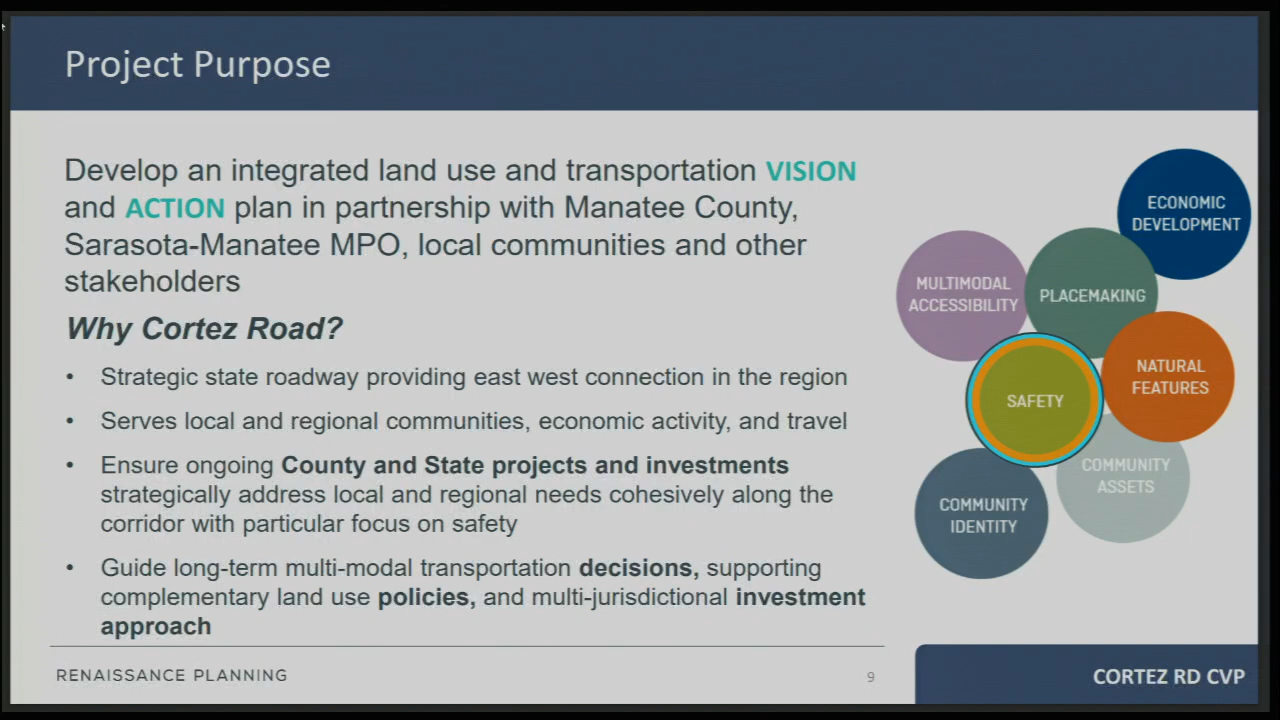 Project Purpose
Develop an integrated land use and transportation VISION
and ACTION plan in partnership with Manatee County,
Sarasota-Manatee MPO, local communities and other
stakeholders
Why Cortez Road?
• Strategic state roadway providing east west connection in the region
• Serves local and regional communities, economic activity, and travel
• Ensure ongoing County and State projects and investments
strategically address local and regional needs cohesively along the
corridor with particular focus on safety
• Guide long-term multi-modal transportation decisions, supporting
complementary land use policies, and multi-jurisdictional investment
approach
ECONOMIC
DEVELOPMENT
MULTIMODAL
ACCESSIBILITY
PLACEMAKING
NATURAL
FEATURES
SAFETY
COMMUNITY
ASSETS
COMMUNITY
IDENTITY
RENAISSANCE PLANNING
9
CORTEZ RD CVP